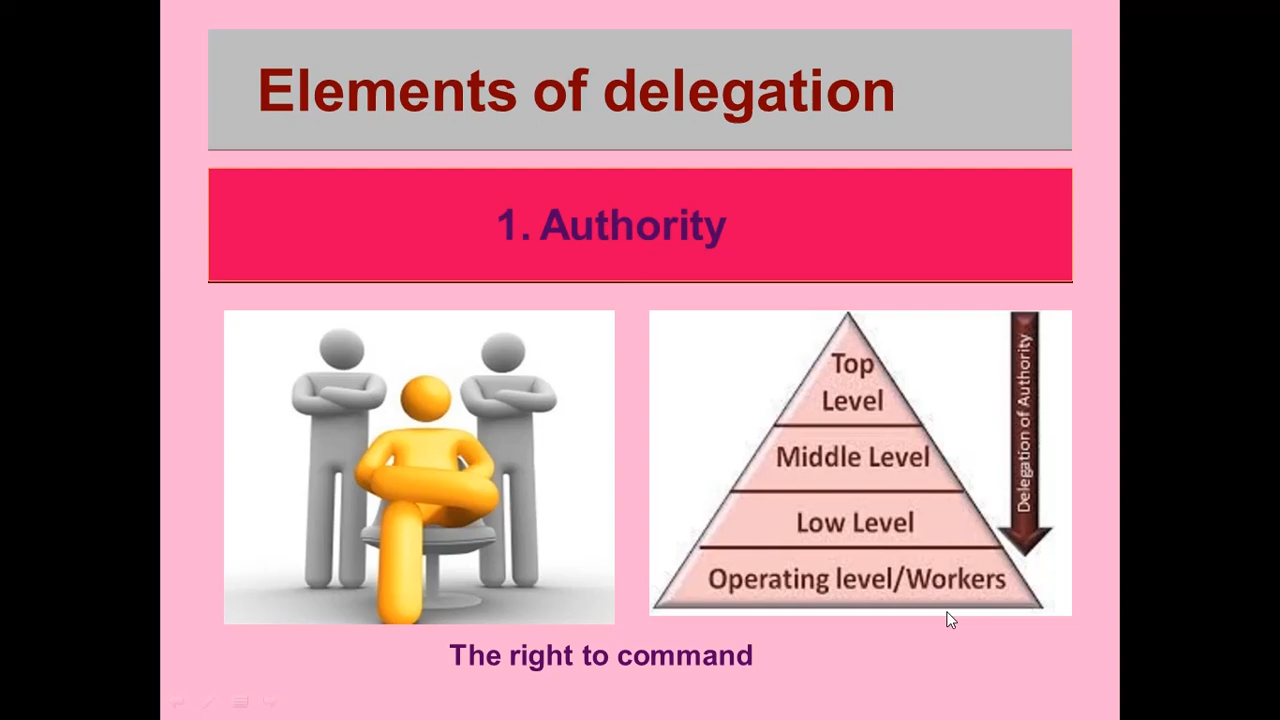 Elements of delegation
1. Authority
Top
Level
Middle Level
Low Level
Operating level/Workers
Delegation of Authority
The right to command